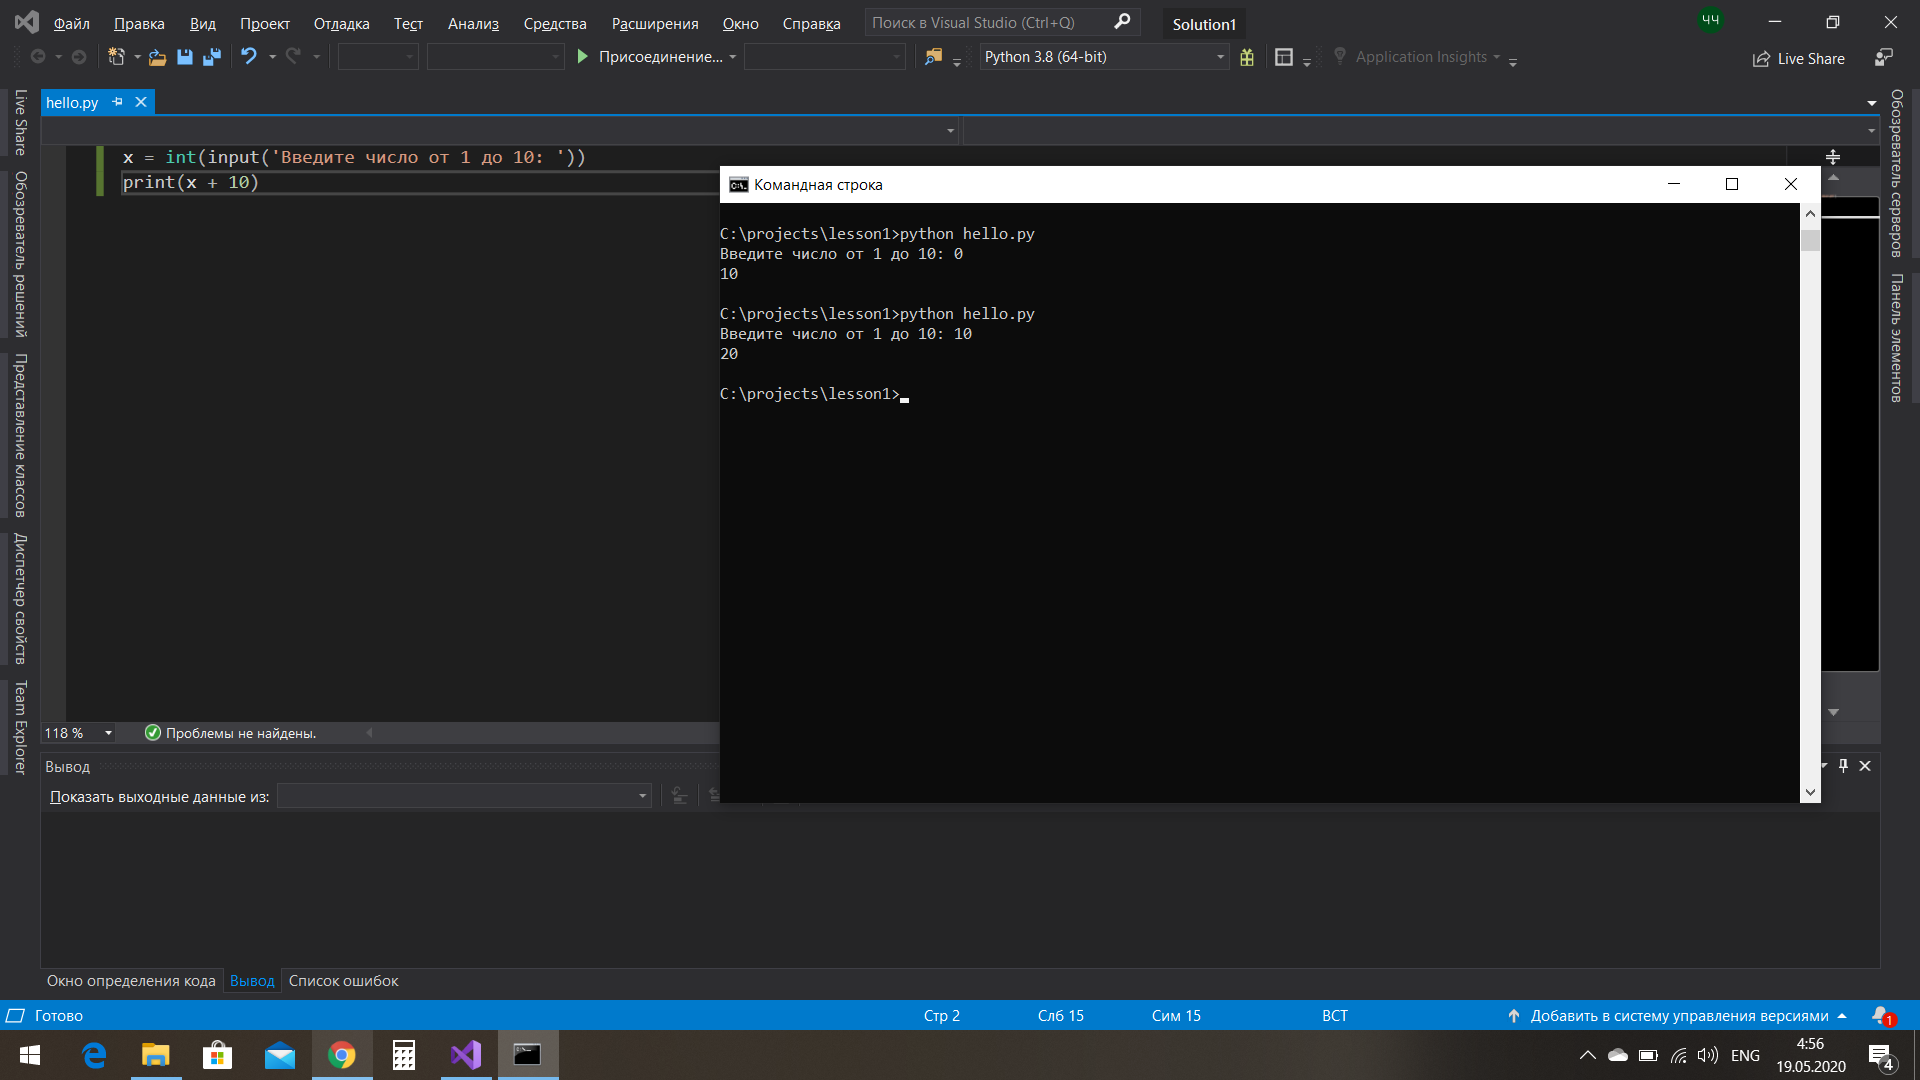 Файл Правка Вид Проект Отладка Тест Анализ Средства Расширения Окно Справка Поиск в Visual Studio (Ctrl+Q) Solution1 ЧЧ
Присоединение... Python 3.8 (64-bit) Application Insights Live Share
hello.py
Live Share
Обозреватель решений
Представление классов
Диспетчер свойств
Team Explorer
x = int(input('Введите число от 1 до 10: '))
print(x + 10)
Командная строка
C:\projects\lesson1>python hello.py
Введите число от 1 до 10: 0
10
C:\projects\lesson1>python hello.py
Введите число от 1 до 10: 10
20
C:\projects\lesson1>
Обозреватель серверов
Панель элементов
118 % Проблемы не найдены.
Вывод
Показать выходные данные из:
Окно определения кода Вывод Список ошибок
Готово Стр 2 Слб 15 Сим 15 ВСТ Добавить в систему управления версиями 1
ENG 4:56
19.05.2020 4